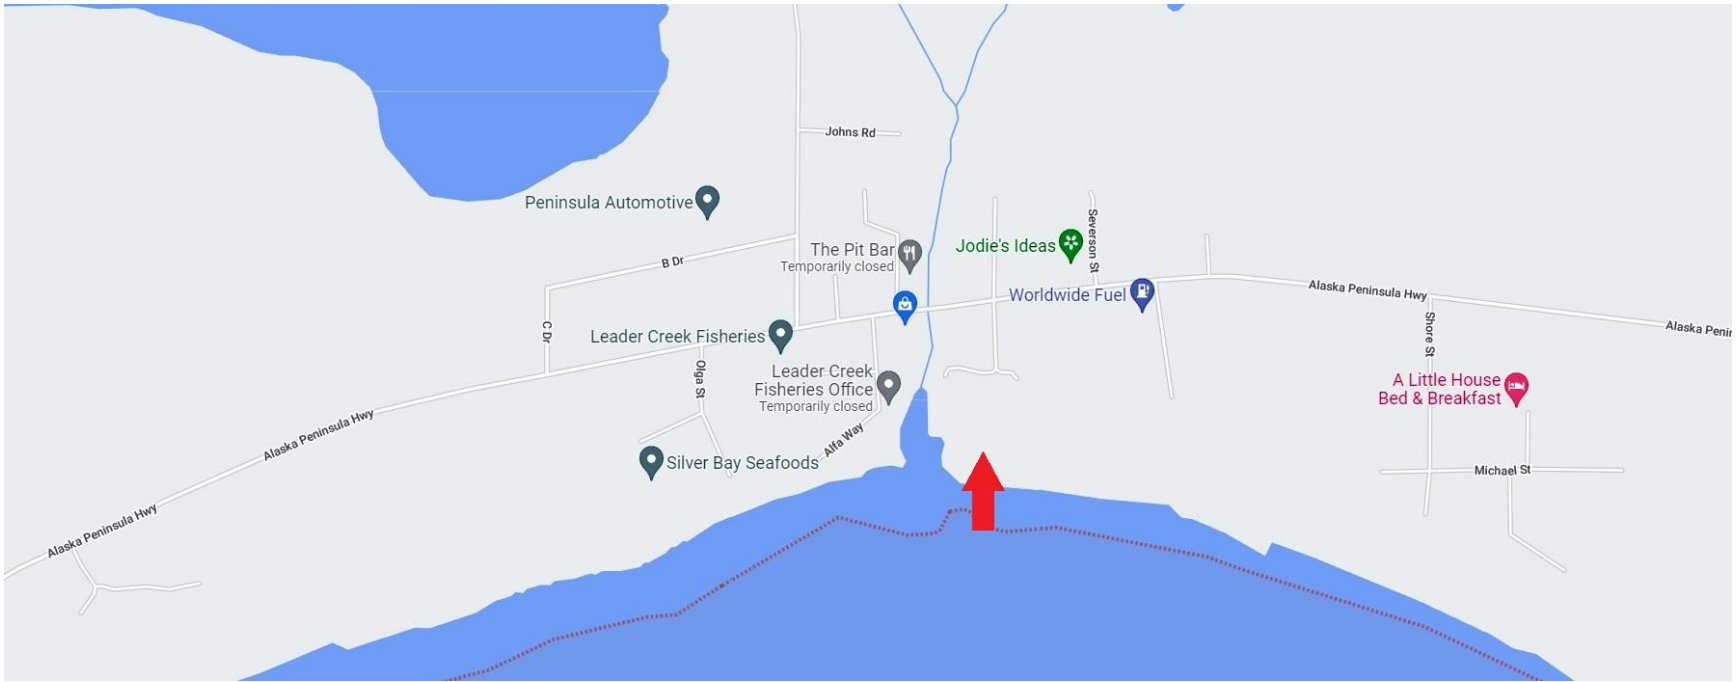 Johns Rd
Peninsula Automotive
Severson St
The Pit Bar
Temporarily closed
Jodie's Ideas
B Dr
Worldwide Fuel
Alaska Peninsula Hwy
Alaska Penin
C Dr
Leader Creek Fisheries
Shore St
Olga St
Leader Creek
Fisheries Office
Temporarily closed
A Little House
Bed & Breakfast
Alaska Peninsula Hwy
Alfa Way
Silver Bay Seafoods
Michael St
Alaska Peninsula Hwy